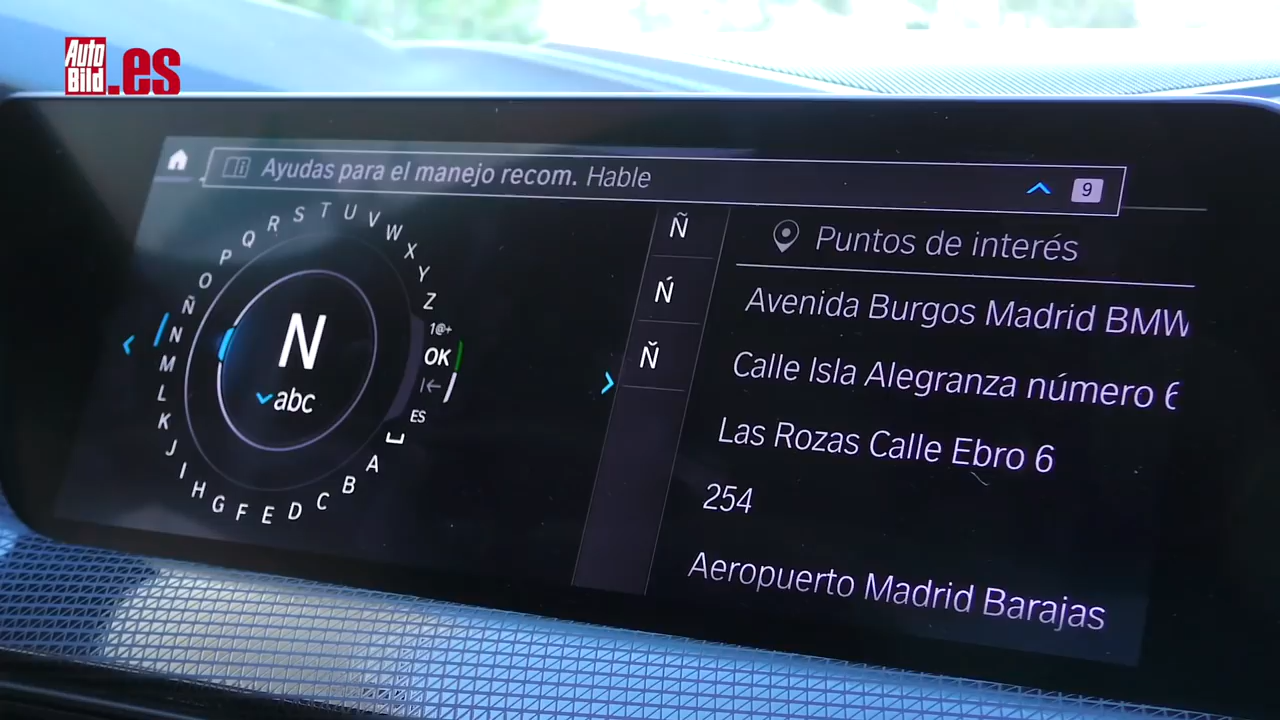 Auto Bild.es
Ayudas para el manejo recom. Hable
9
A B C D E F G H I J K L M N Ñ O P Q R S T U V W X Y Z
1@+
OK
ES
N
abc
Ñ
Ń
Ň
Puntos de interés
Avenida Burgos Madrid BMW
Calle Isla Alegranza número 6
Las Rozas Calle Ebro 6
254
Aeropuerto Madrid Barajas